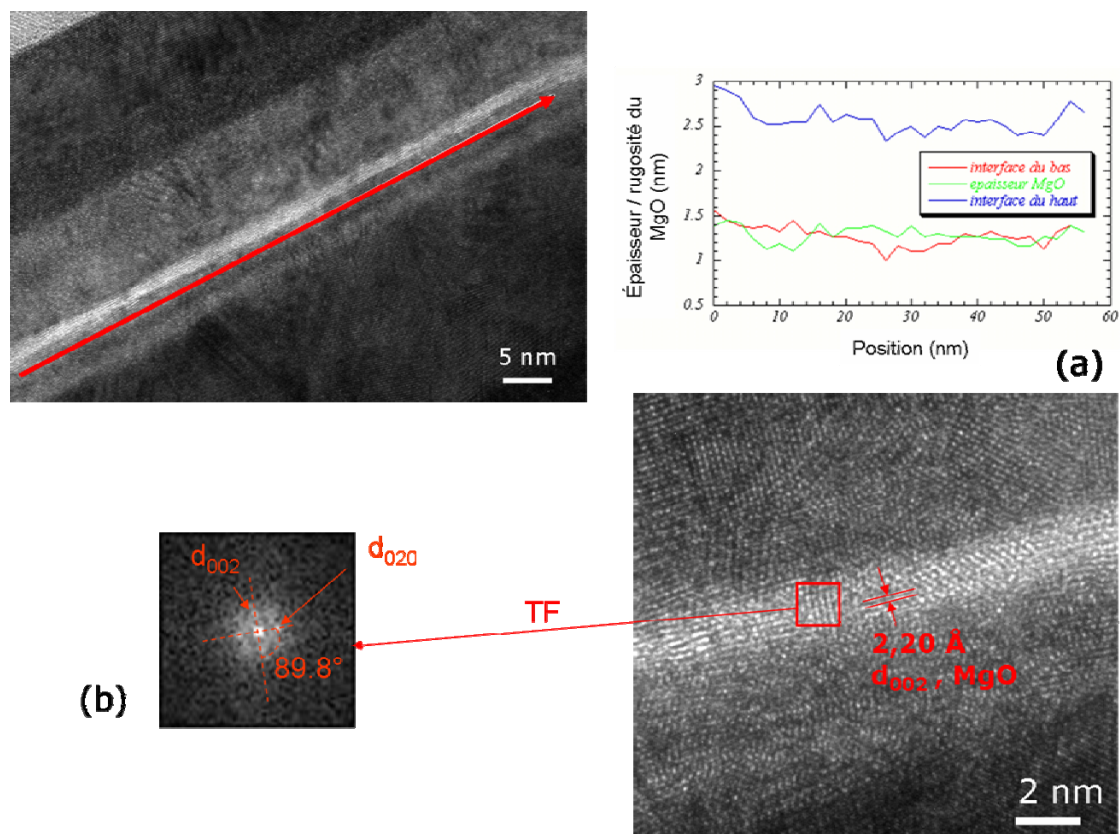 5 nm
Épaisseur / rugosité du
MgO (nm)
3
2.5
2
1.5
1
0.5
0 10 20 30 40 50 60
Position (nm)
interface du bas
epaisseur MgO
interface du haut
(a)
d002
d020
89.8°
(b)
TF
2,20 Å
d002 , MgO
2 nm